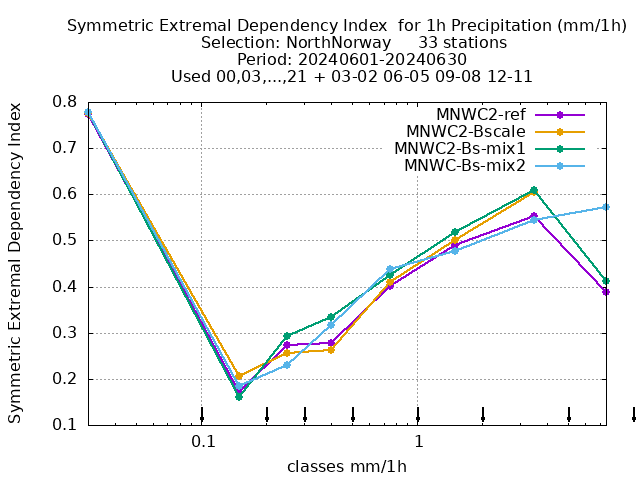 Symmetric Extremal Dependency Index  for 1h Precipitation (mm/1h)
Selection: NorthNorway     33 stations
Period: 20240601-20240630
Used 00,03,...,21 + 03-02 06-05 09-08 12-11
Symmetric Extremal Dependency Index
0.8
0.7
0.6
0.5
0.4
0.3
0.2
0.1
MNWC2-ref
MNWC2-Bscale
MNWC2-Bs-mix1
MNWC-Bs-mix2
0.1
1
classes mm/1h